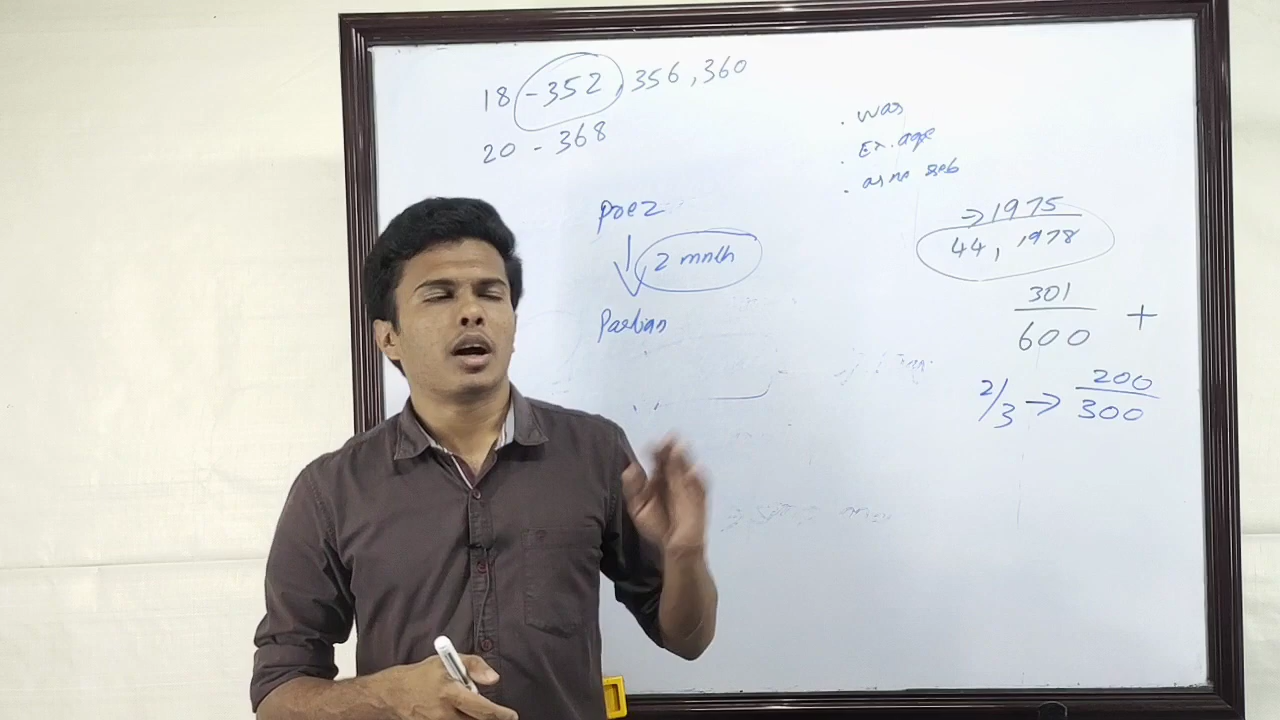 18 - 352, 356, 360
20 - 368
. was
. Ex. age
Prez
↓ 2 mnth
→ 1975
44, 1978
301
600 +
2/3 → 200
300